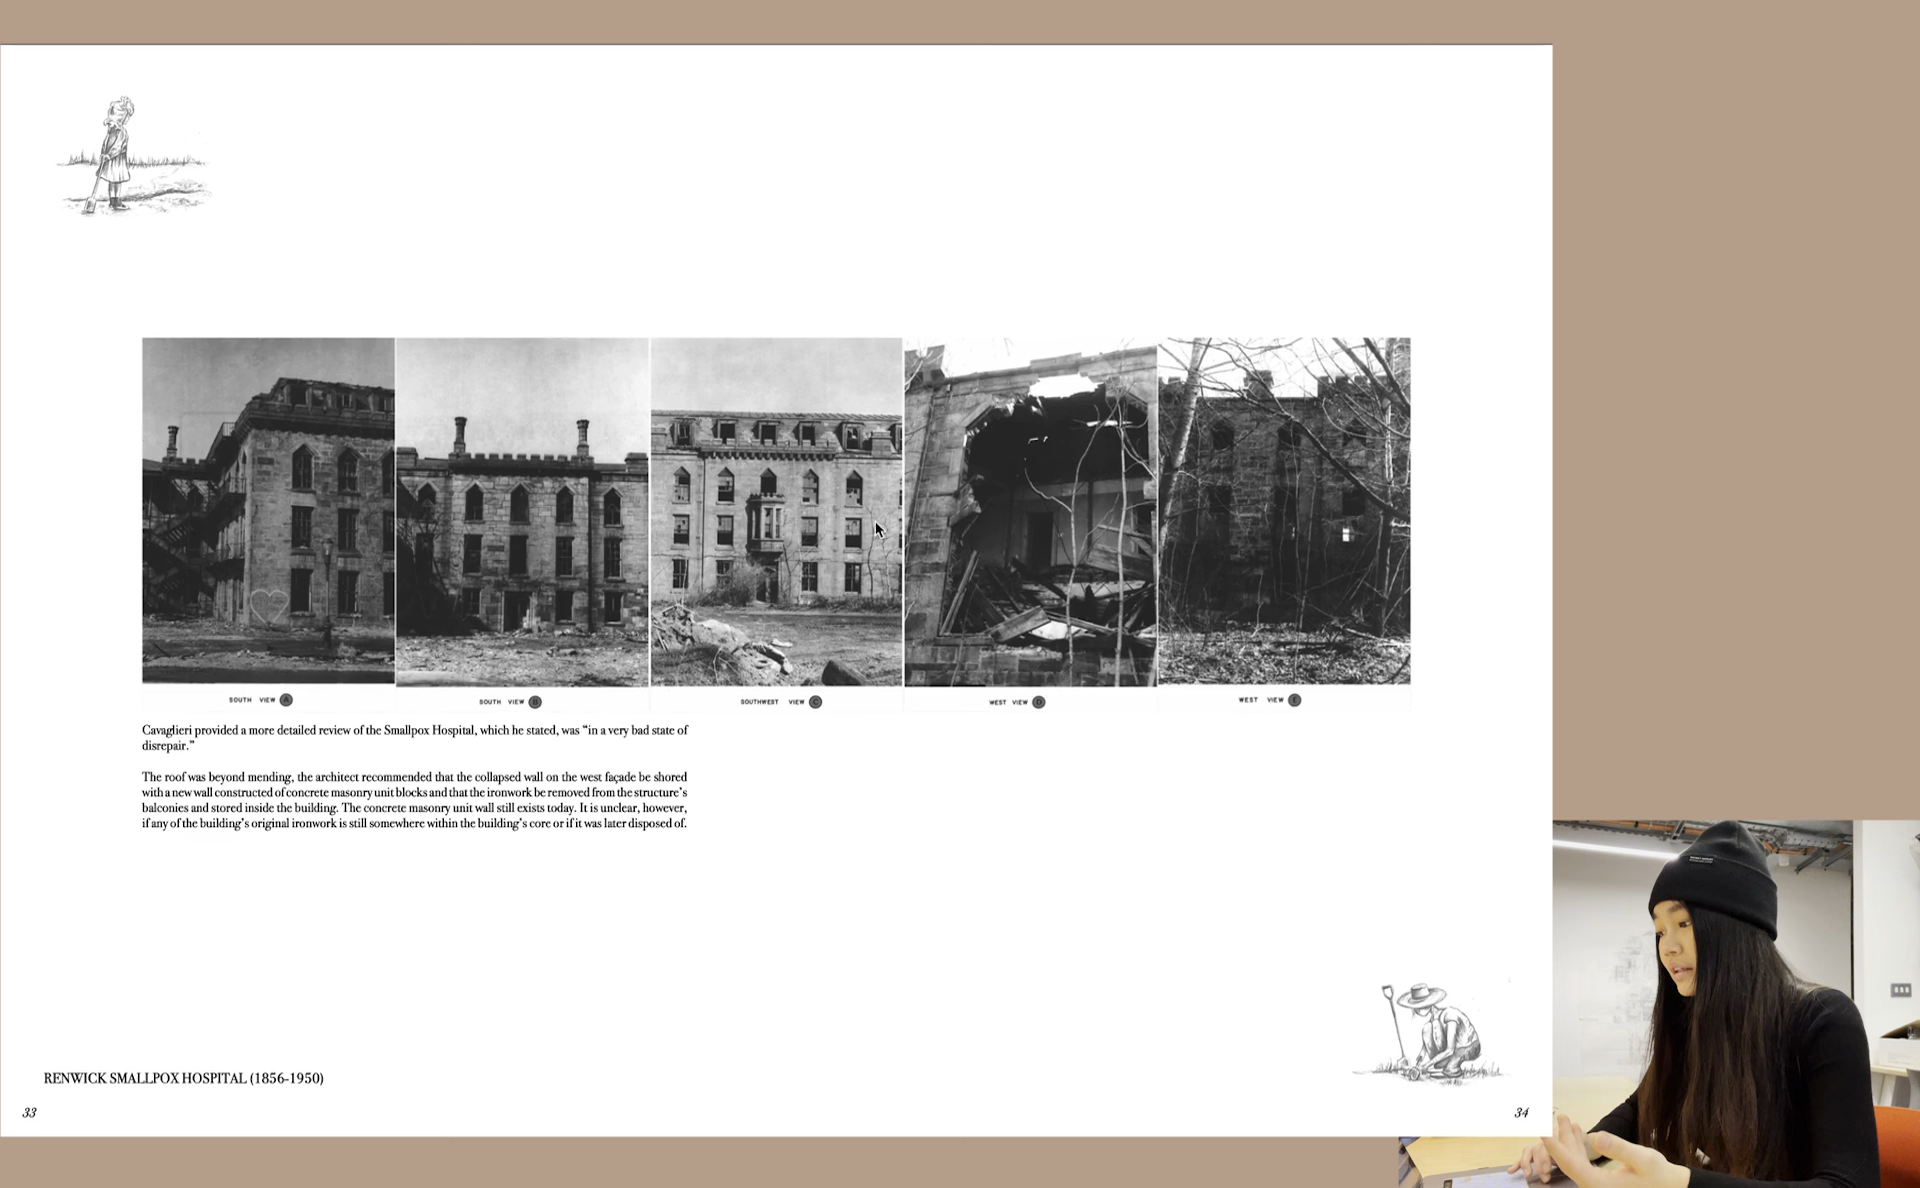 SOUTH VIEW A
SOUTH VIEW B
SOUTHWEST VIEW C
WEST VIEW D
WEST VIEW E
Cavaglieri provided a more detailed review of the Smallpox Hospital, which he stated, was “in a very bad state of
disrepair.”
The roof was beyond mending, the architect recommended that the collapsed wall on the west façade be shored
with a new wall constructed of concrete masonry unit blocks and that the ironwork be removed from the structure’s
balconies and stored inside the building. The concrete masonry unit wall still exists today. It is unclear, however,
if any of the building’s original ironwork is still somewhere within the building’s core or if it was later disposed of.
RENWICK SMALLPOX HOSPITAL (1856-1950)
33
34